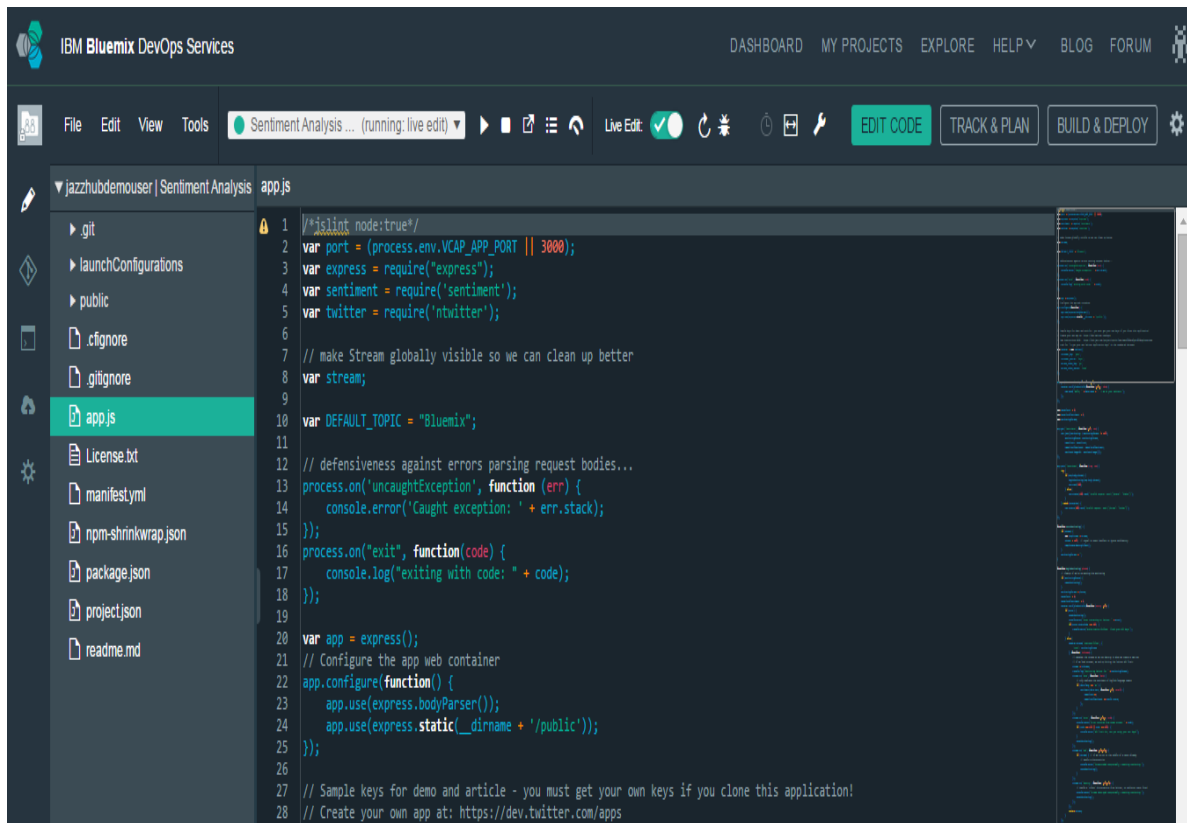 IBM Bluemix DevOps Services
DASHBOARD MY PROJECTS EXPLORE HELP BLOG FORUM
File Edit View Tools Sentiment Analysis ... (running: live edit) Live Edit: EDIT CODE TRACK & PLAN BUILD & DEPLOY
jazzhubdemouser | Sentiment Analysis
.git
launchConfigurations
public
.cfignore
.gitignore
app.js
License.txt
manifest.yml
npm-shrinkwrap.json
package.json
project.json
readme.md
app.js
1 /*jslint node:true*/
2 var port = (process.env.VCAP_APP_PORT || 3000);
3 var express = require("express");
4 var sentiment = require('sentiment');
5 var twitter = require('ntwitter');
6
7 // make Stream globally visible so we can clean up better
8 var stream;
9
10 var DEFAULT_TOPIC = "Bluemix";
11
12 // defensiveness against errors parsing request bodies...
13 process.on('uncaughtException', function (err) {
14 console.error('Caught exception: ' + err.stack);
15 });
16 process.on("exit", function(code) {
17 console.log("exiting with code: " + code);
18 });
19
20 var app = express();
21 // Configure the app web container
22 app.configure(function() {
23 app.use(express.bodyParser());
24 app.use(express.static(__dirname + '/public'));
25 });
26
27 // Sample keys for demo and article - you must get your own keys if you clone this application!
28 // Create your own app at: https://dev.twitter.com/apps